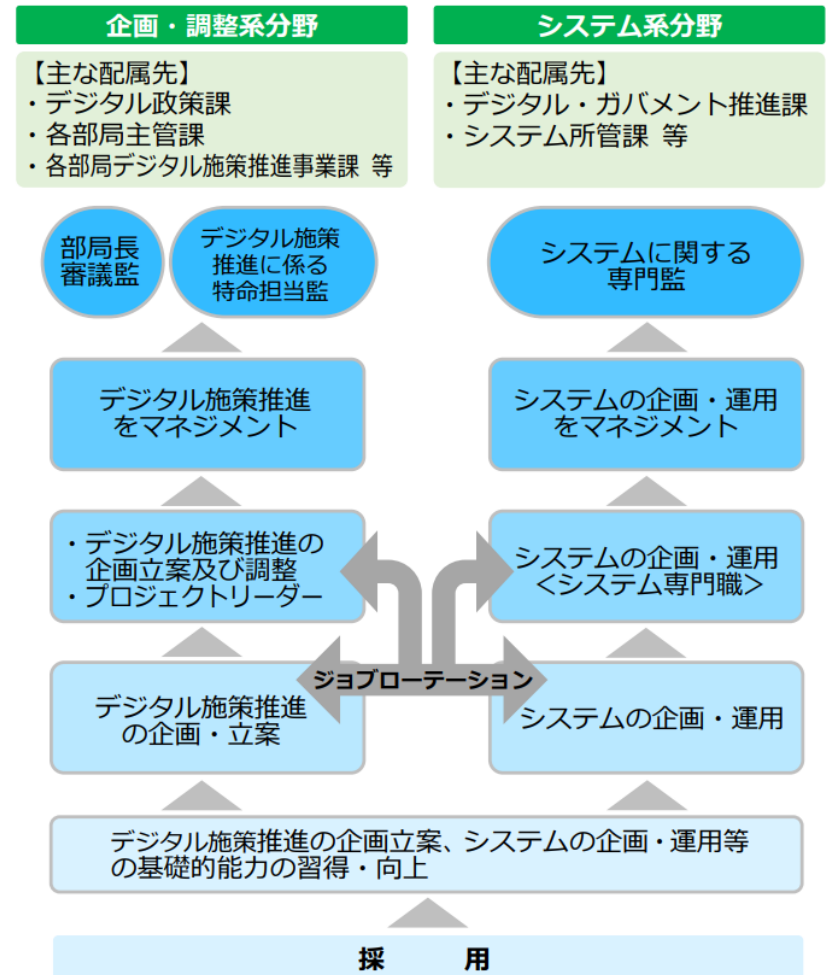 企画・調整系分野
【主な配属先】
・デジタル政策課
・各部局主管課
・各部局デジタル施策推進事業課 等
システム系分野
【主な配属先】
・デジタル・ガバメント推進課
・システム所管課 等
部局長
審議監
デジタル施策
推進に係る
特命担当監
システムに関する
専門監
デジタル施策推進
をマネジメント
システムの企画・運用
をマネジメント
・デジタル施策推進の
企画立案及び調整
・プロジェクトリーダー
システムの企画・運用
<システム専門職>
ジョブローテーション
デジタル施策推進
の企画・立案
システムの企画・運用
デジタル施策推進の企画立案、システムの企画・運用等
の基礎的能力の習得・向上
採 用